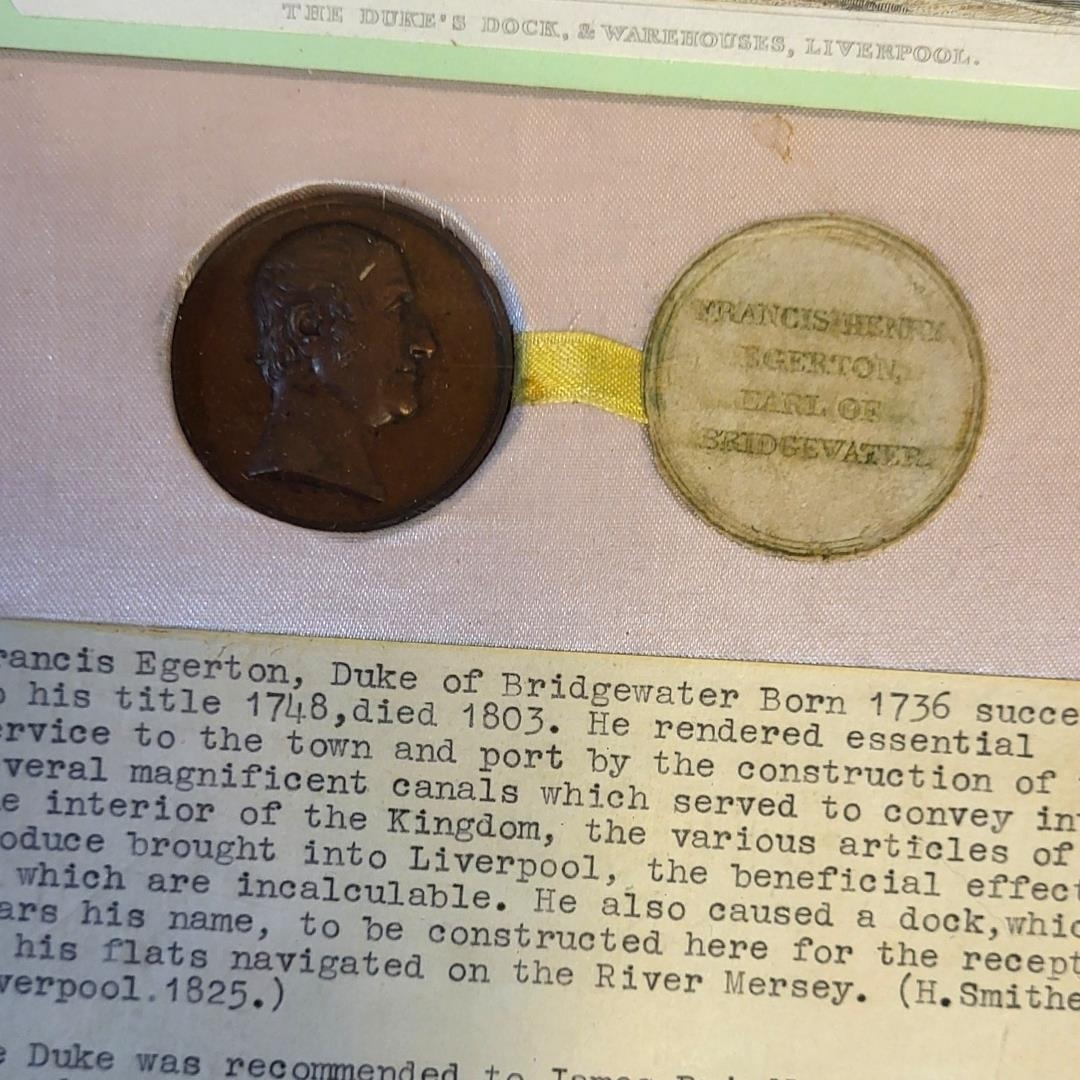 THE DUKE'S DOCK, & WAREHOUSES, LIVERPOOL.
FRANCIS HENRY
EGERTON,
EARL OF
BRIDGEWATER.
rancis Egerton, Duke of Bridgewater Born 1736 succe
his title 1748,died 1803. He rendered essential
rvice to the town and port by the construction of
veral magnificent canals which served to convey in
e interior of the Kingdom, the various articles of
oduce brought into Liverpool, the beneficial effect
which are incalculable. He also caused a dock,whic
ars his name, to be constructed here for the recept
his flats navigated on the River Mersey. (H.Smithe
verpool.1825.)
e Duke was recommended to James